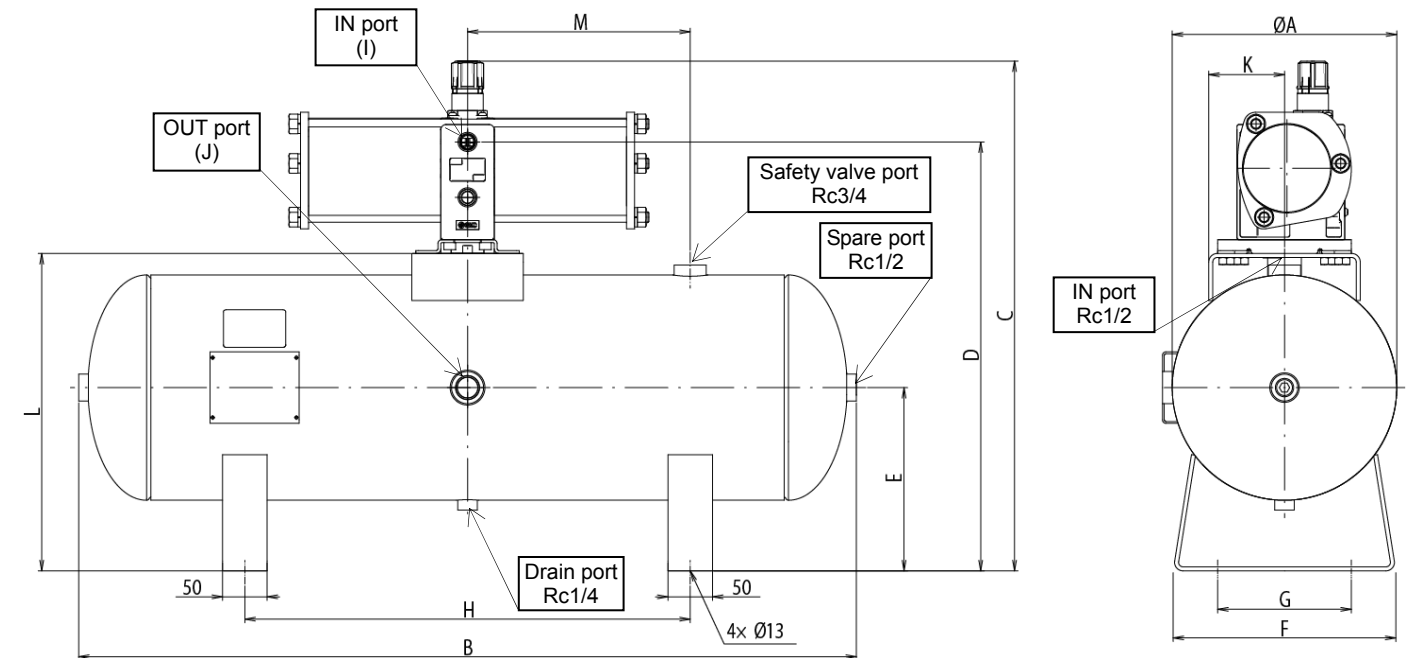 IN port
(I)
M
ØA
K
OUT port
(J)
Safety valve port
Rc3/4
Spare port
Rc1/2
IN port
Rc1/2
C
D
L
E
50
Drain port
Rc1/4
50
H
4× Ø13
B
G
F